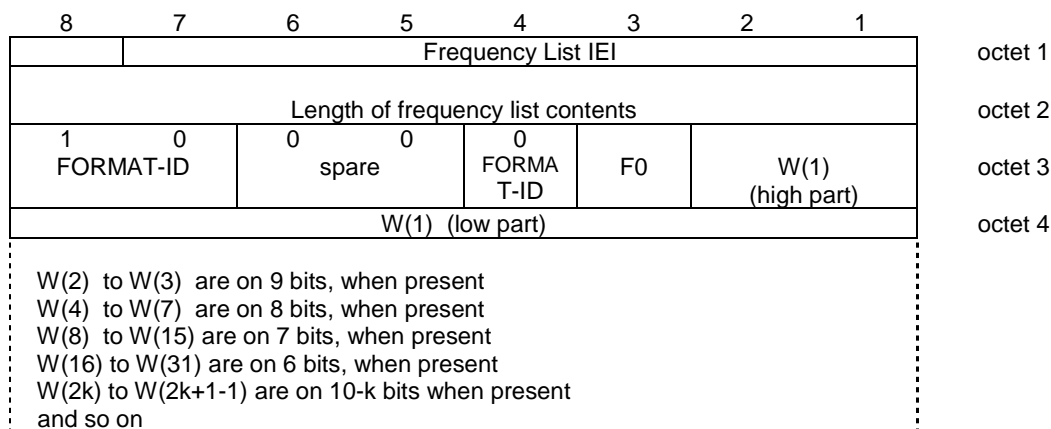 8 7 6 5 4 3 2 1
Frequency List IEI octet 1
Length of frequency list contents octet 2
1 0 0 0 0
FORMAT-ID spare FORMA F0 W(1) octet 3
T-ID (high part)
W(1) (low part) octet 4
W(2) to W(3) are on 9 bits, when present
W(4) to W(7) are on 8 bits, when present
W(8) to W(15) are on 7 bits, when present
W(16) to W(31) are on 6 bits, when present
W(2k) to W(2k+1-1) are on 10-k bits when present
and so on